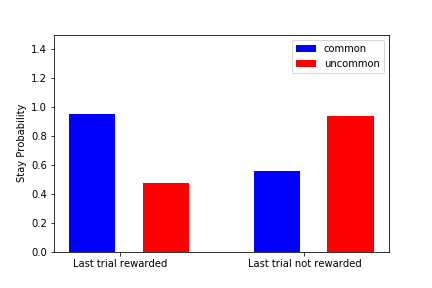 1.4
1.2
1.0
0.8
0.6
0.4
0.2
0.0
Stay Probability
common
uncommon
Last trial rewarded
Last trial not rewarded